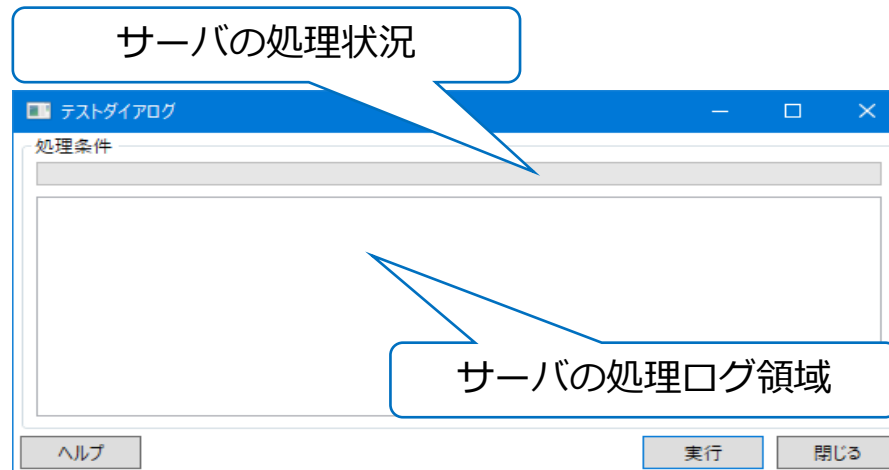 サーバの処理状況
テストダイアログ
処理条件
サーバの処理ログ領域
ヘルプ
実行
閉じる